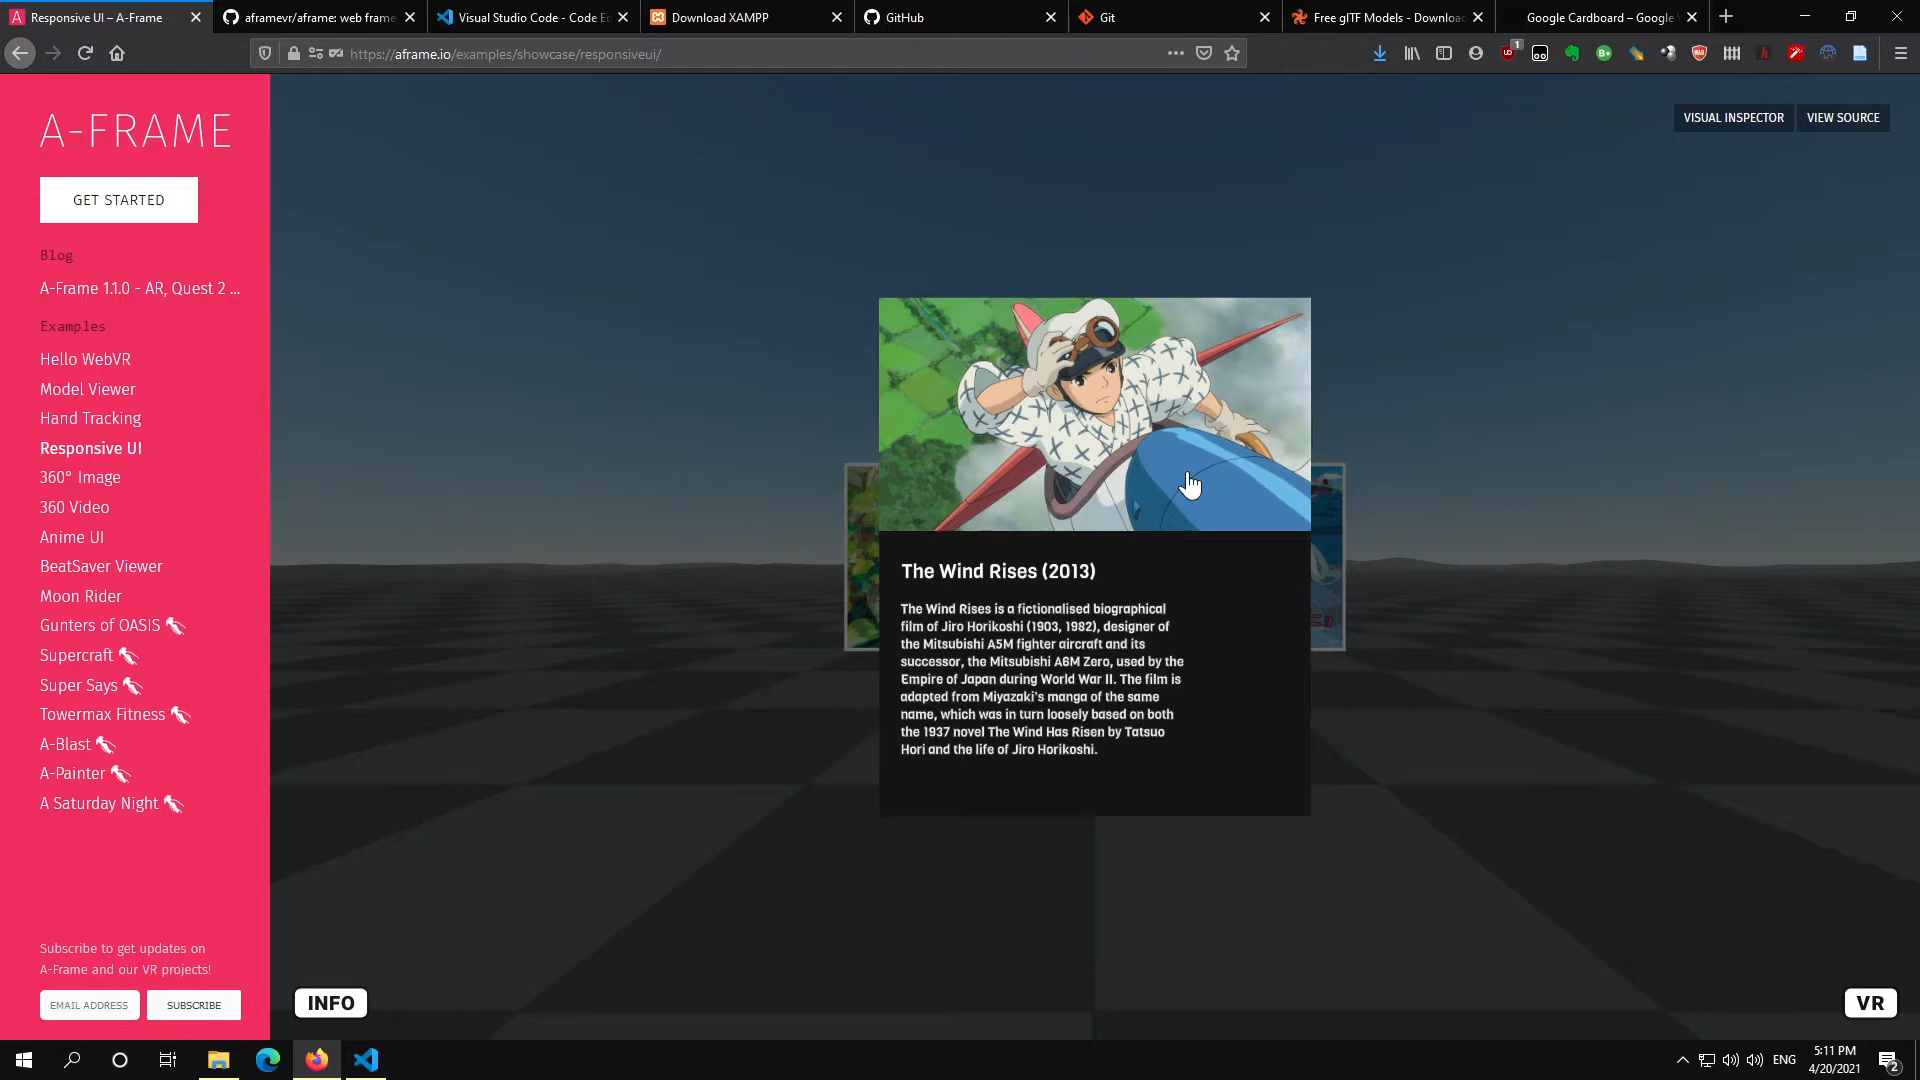 Responsive UI – A-Frame
aframevr/aframe: web frame
Visual Studio Code - Code Ed
Download XAMPP
GitHub
Git
Free glTF Models - Download
Google Cardboard – Google
https://aframe.io/examples/showcase/responsiveui/
A-FRAME
GET STARTED
Blog
A-Frame 1.1.0 - AR, Quest 2 ...
Examples
Hello WebVR
Model Viewer
Hand Tracking
Responsive UI
360° Image
360 Video
Anime UI
BeatSaver Viewer
Moon Rider
Gunters of OASIS
Supercraft
Super Says
Towermax Fitness
A-Blast
A-Painter
A Saturday Night
Subscribe to get updates on
A-Frame and our VR projects!
EMAIL ADDRESS
SUBSCRIBE
VISUAL INSPECTOR
VIEW SOURCE
The Wind Rises (2013)
The Wind Rises is a fictionalised biographical
film of Jiro Horikoshi (1903, 1982), designer of
the Mitsubishi A5M fighter aircraft and its
successor, the Mitsubishi A6M Zero, used by the
Empire of Japan during World War II. The film is
adapted from Miyazaki's manga of the same
name, which was in turn loosely based on both
the 1937 novel The Wind Has Risen by Tatsuo
Hori and the life of Jiro Horikoshi.
INFO
VR
ENG
5:11 PM
4/20/2021
2